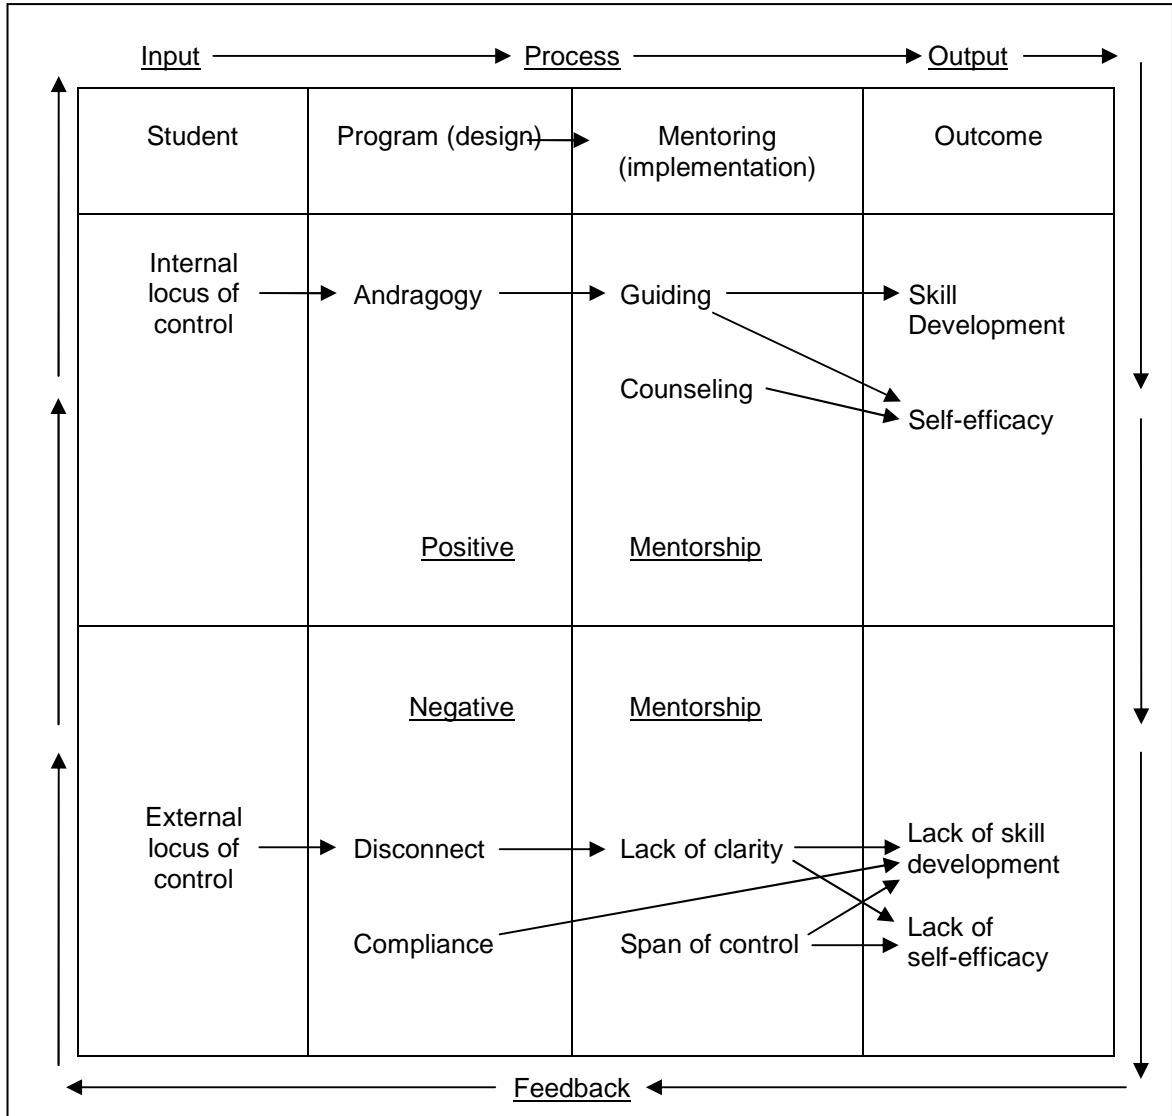 Input Process Output
Student Program (design) Mentoring Outcome
(implementation)
Internal
locus of
control
Andragogy
Guiding
Skill
Development
Counseling
Self-efficacy
Positive Mentorship
Negative Mentorship
External
locus of
control
Disconnect
Lack of clarity
Lack of skill
development
Compliance
Span of control
Lack of
self-efficacy
Feedback